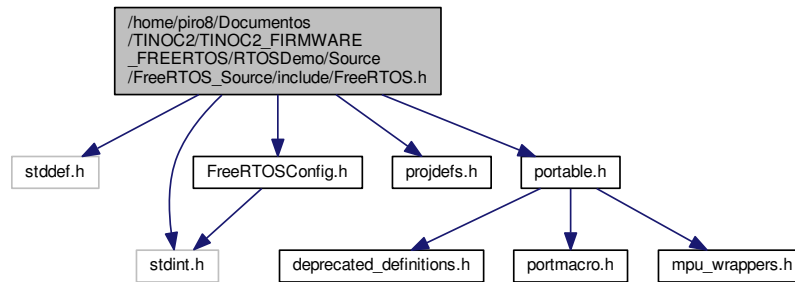 /home/piro8/Documentos
/TINOC2/TINOC2_FIRMWARE
_FREERTOS/RTOSDemo/Source
/FreeRTOS_Source/include/FreeRTOS.h
stddef.h
FreeRTOSConfig.h
projdefs.h
portable.h
stdint.h
deprecated_definitions.h
portmacro.h
mpu_wrappers.h